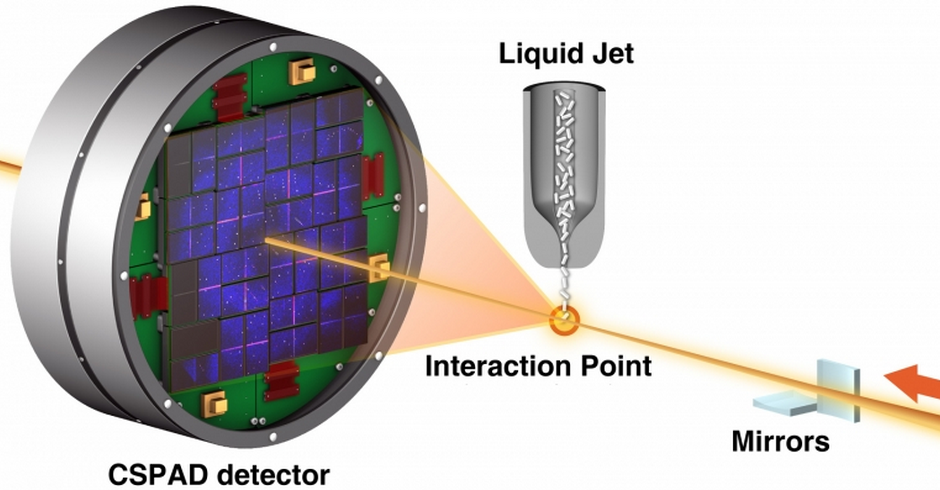 Liquid Jet
Interaction Point
Mirrors
CSPAD detector